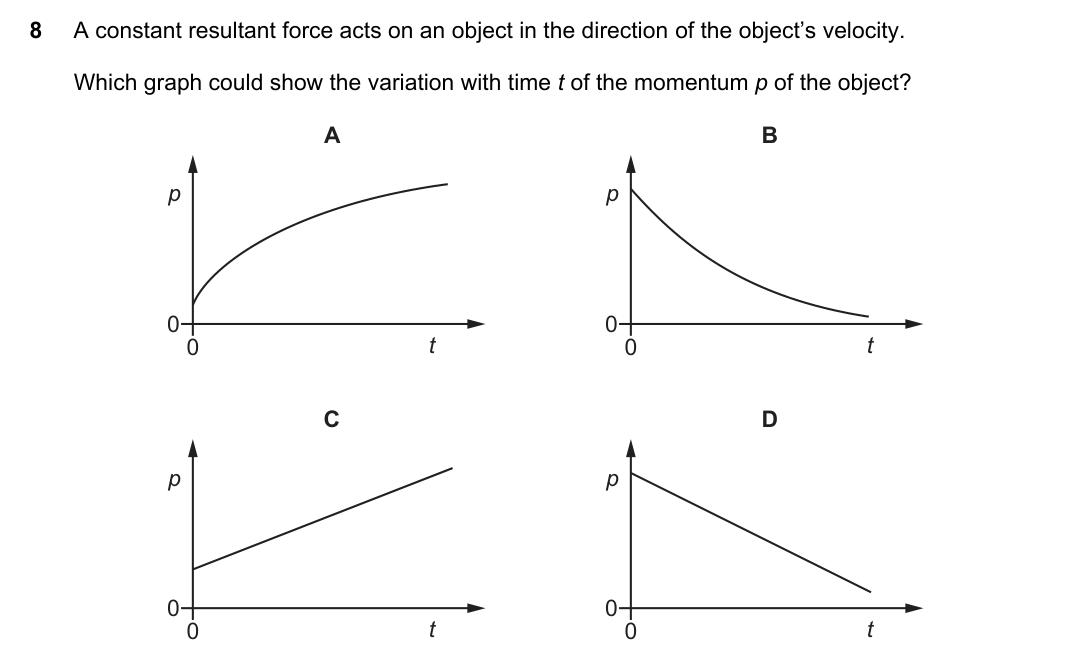 8 A constant resultant force acts on an object in the direction of the object’s velocity.
Which graph could show the variation with time t of the momentum p of the object?
A
B
p
p
0
0
0
t
0
t
C
D
p
p
0
0
0
t
0
t